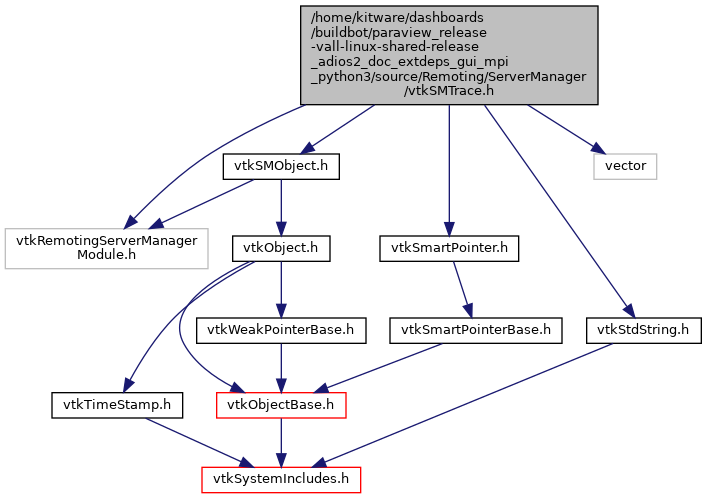 /home/kitware/dashboards
/buildbot/paraview_release
-vall-linux-shared-release
_adios2_doc_extdeps_gui_mpi
_python3/source/Remoting/ServerManager
/vtkSMTrace.h
vtkSMObject.h
vector
vtkRemotingServerManager
Module.h
vtkObject.h
vtkSmartPointer.h
vtkWeakPointerBase.h
vtkSmartPointerBase.h
vtkStdString.h
vtkTimeStamp.h
vtkObjectBase.h
vtkSystemIncludes.h